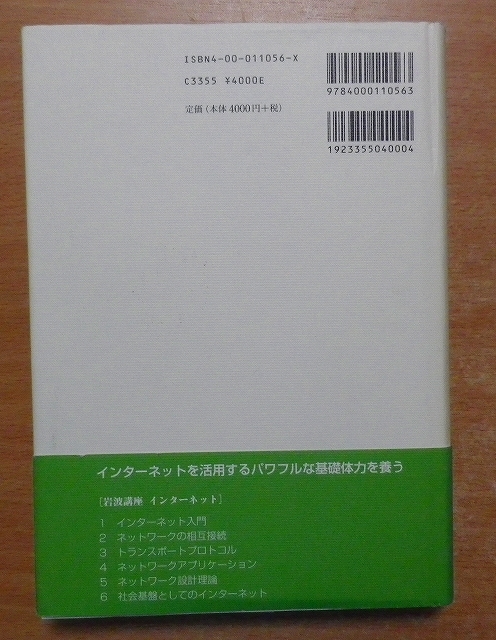 ISBN4-00-011056-X
C3355 ¥4000E
定価(本体4000円+税)
9784000110563
1923355040004
インターネットを活用するパワフルな基礎体力を養う
[岩波講座 インターネット]
1 インターネット入門
2 ネットワークの相互接続
3 トランスポートプロトコル
4 ネットワークアプリケーション
5 ネットワーク設計理論
6 社会基盤としてのインターネット